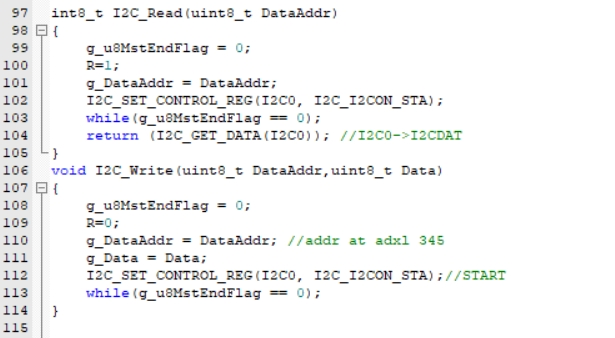 97 int8_t I2C_Read(uint8_t DataAddr)
98 {
99 g_u8MstEndFlag = 0;
100 R=1;
101 g_DataAddr = DataAddr;
102 I2C_SET_CONTROL_REG(I2C0, I2C_I2CON_STA);
103 while(g_u8MstEndFlag == 0);
104 return (I2C_GET_DATA(I2C0)); //I2C0->I2CDAT
105 }
106 void I2C_Write(uint8_t DataAddr,uint8_t Data)
107 {
108 g_u8MstEndFlag = 0;
109 R=0;
110 g_DataAddr = DataAddr; //addr at adxl 345
111 g_Data = Data;
112 I2C_SET_CONTROL_REG(I2C0, I2C_I2CON_STA);//START
113 while(g_u8MstEndFlag == 0);
114 }
115